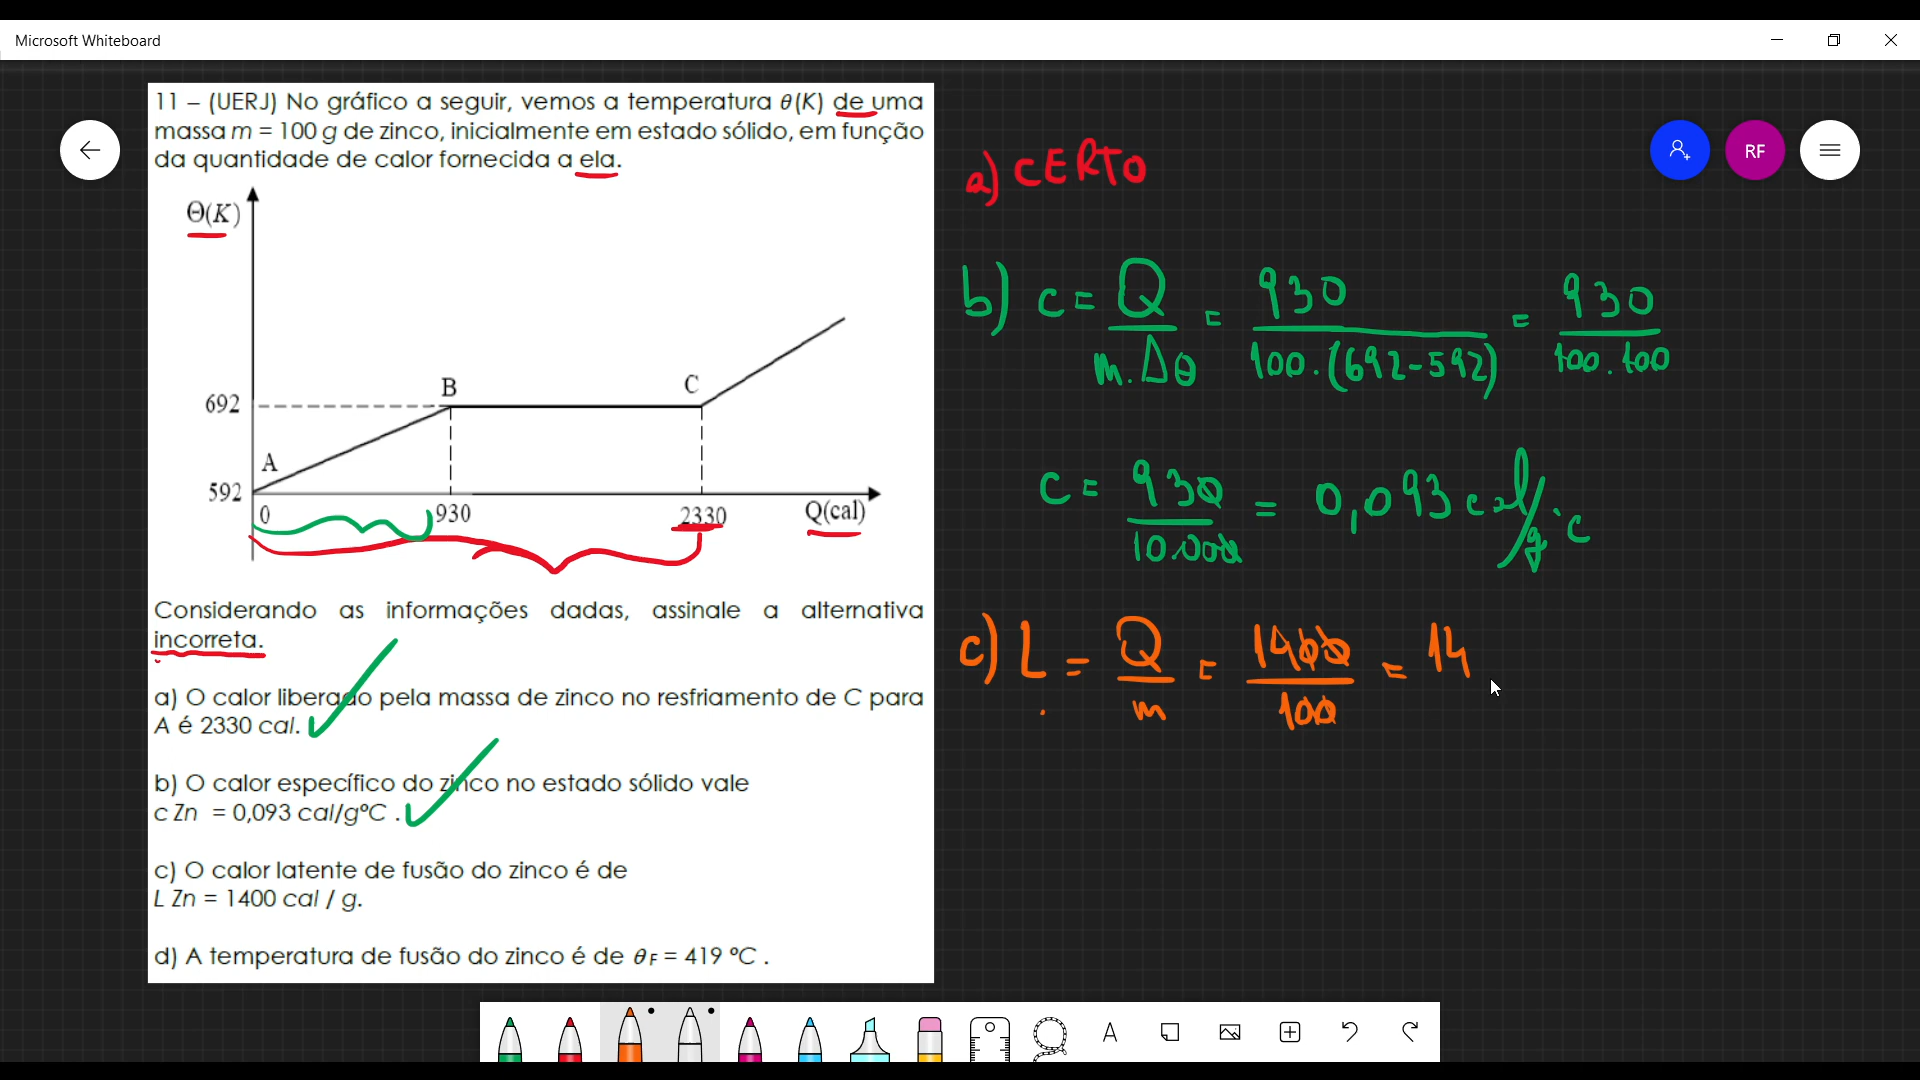 Microsoft Whiteboard
11 – (UERJ) No gráfico a seguir, vemos a temperatura θ(K) de uma
massa m = 100 g de zinco, inicialmente em estado sólido, em função
da quantidade de calor fornecida a ela.
Θ(K)
692
B
C
A
592
0
930
2330
Q(cal)
Considerando as informações dadas, assinale a alternativa
incorreta.
a) O calor liberado pela massa de zinco no resfriamento de C para
A é 2330 cal.
b) O calor específico do zinco no estado sólido vale
c Zn = 0,093 cal/gºC .
c) O calor latente de fusão do zinco é de
L Zn = 1400 cal / g.
d) A temperatura de fusão do zinco é de θF = 419 ºC .
a) CERTO
b) c = Q / m.Δθ = 930 / 100.(692-592) = 930 / 100.100
c = 930 / 10.000 = 0,093 cal/g°c
c) L = Q / m = 1400 / 100 = 14
RF
A